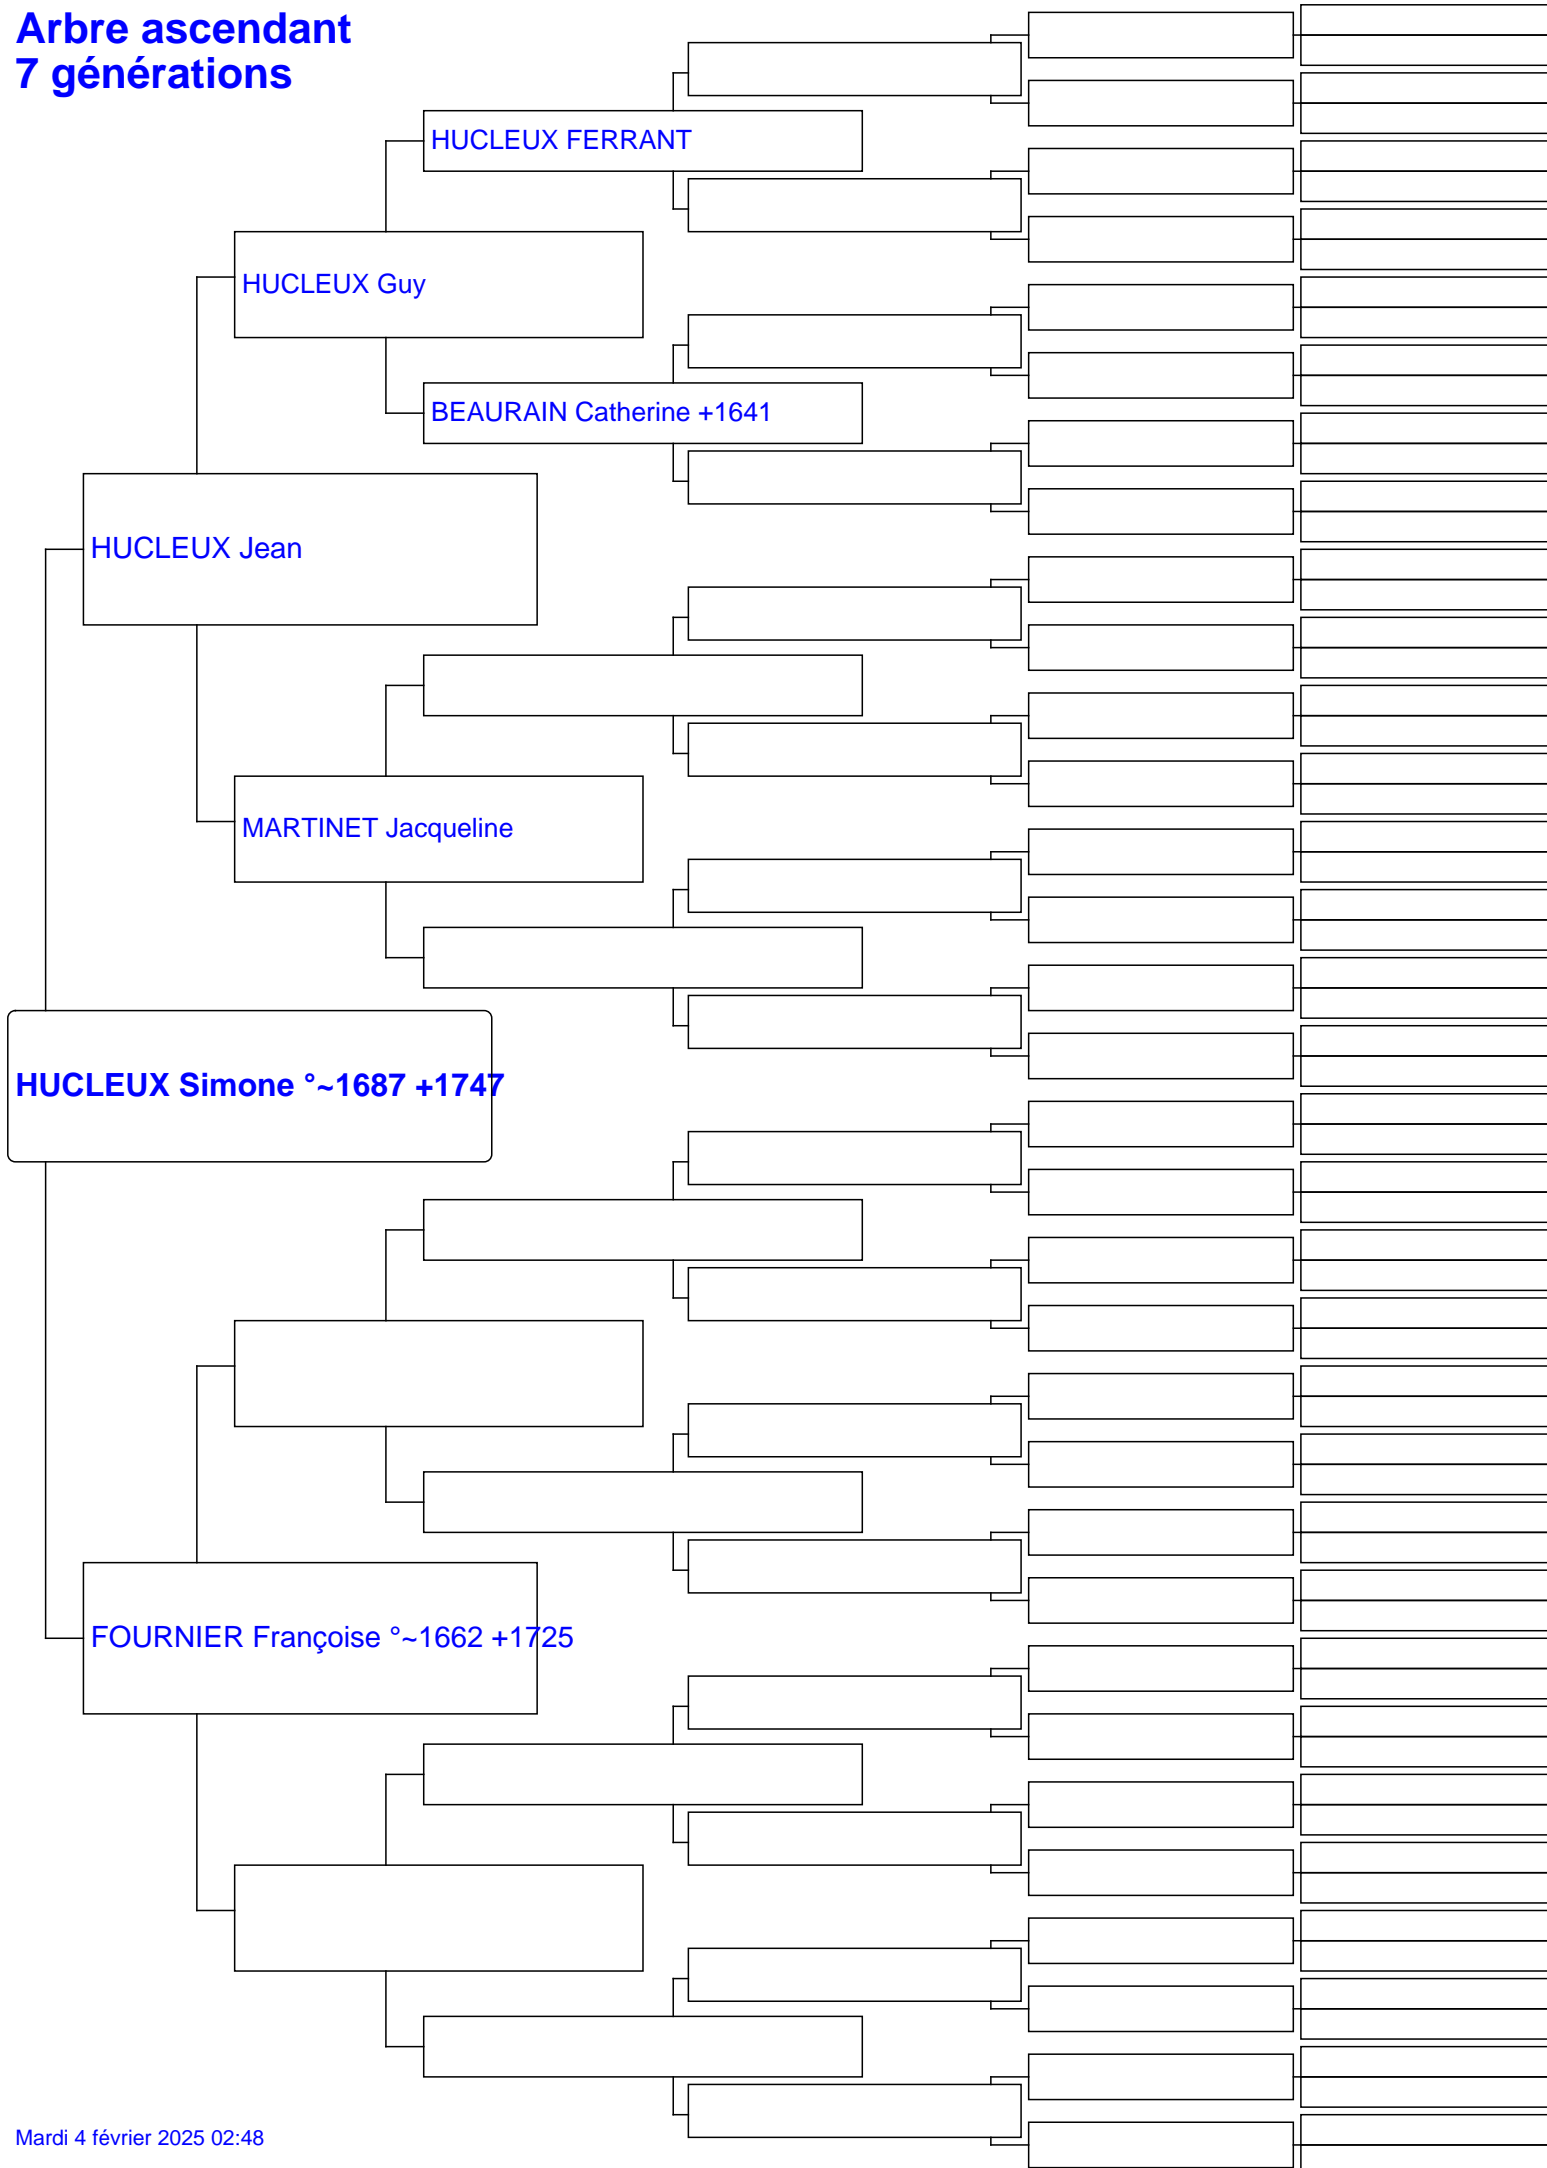 Arbre ascendant
7 générations
HUCLEUX FERRANT
HUCLEUX Guy
BEAURAIN Catherine +1641
HUCLEUX Jean
MARTINET Jacqueline
HUCLEUX Simone °~1687 +1747
FOURNIER Françoise °~1662 +1725
Mardi 4 février 2025 02:48